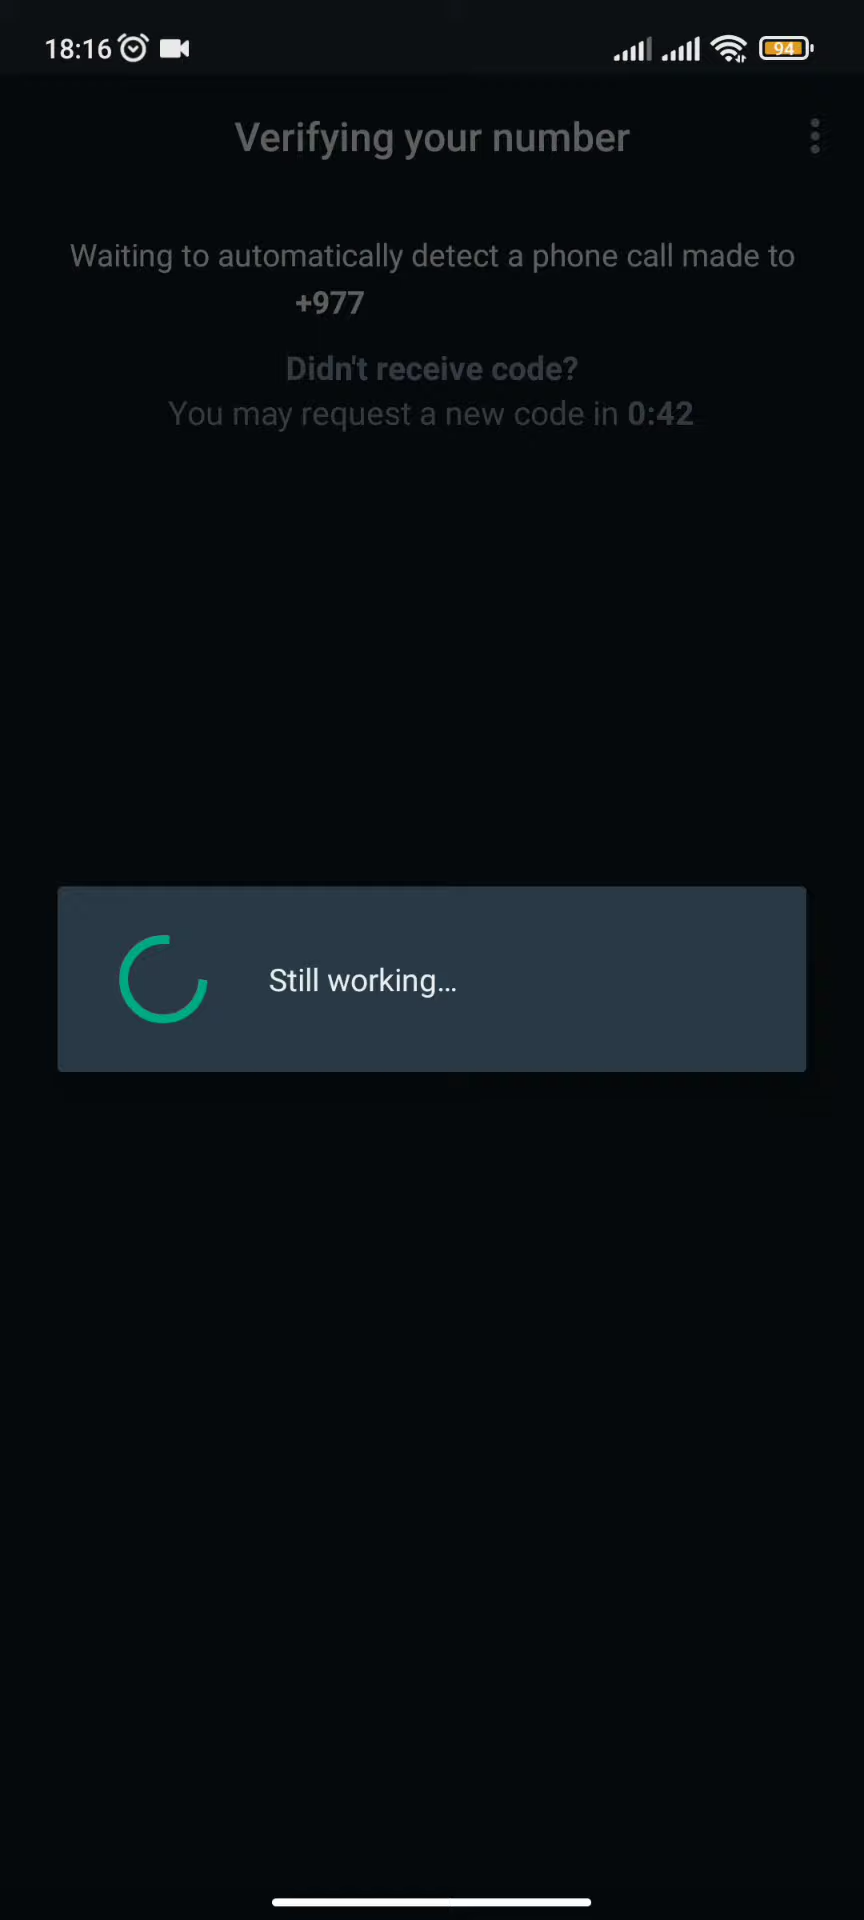 18:16 94
Verifying your number
Waiting to automatically detect a phone call made to
+977
Didn't receive code?
You may request a new code in 0:42
Still working...